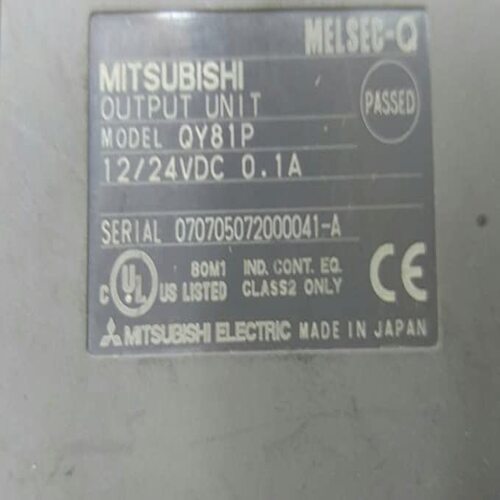 MELSEC-Q
MITSUBISHI
OUTPUT UNIT
PASSED
MODEL QY81P
12/24VDC 0.1A
SERIAL 070705072000041-A
C UL US LISTED
80M1 IND. CONT. EQ.
CLASS2 ONLY
CE
MITSUBISHI ELECTRIC MADE IN JAPAN